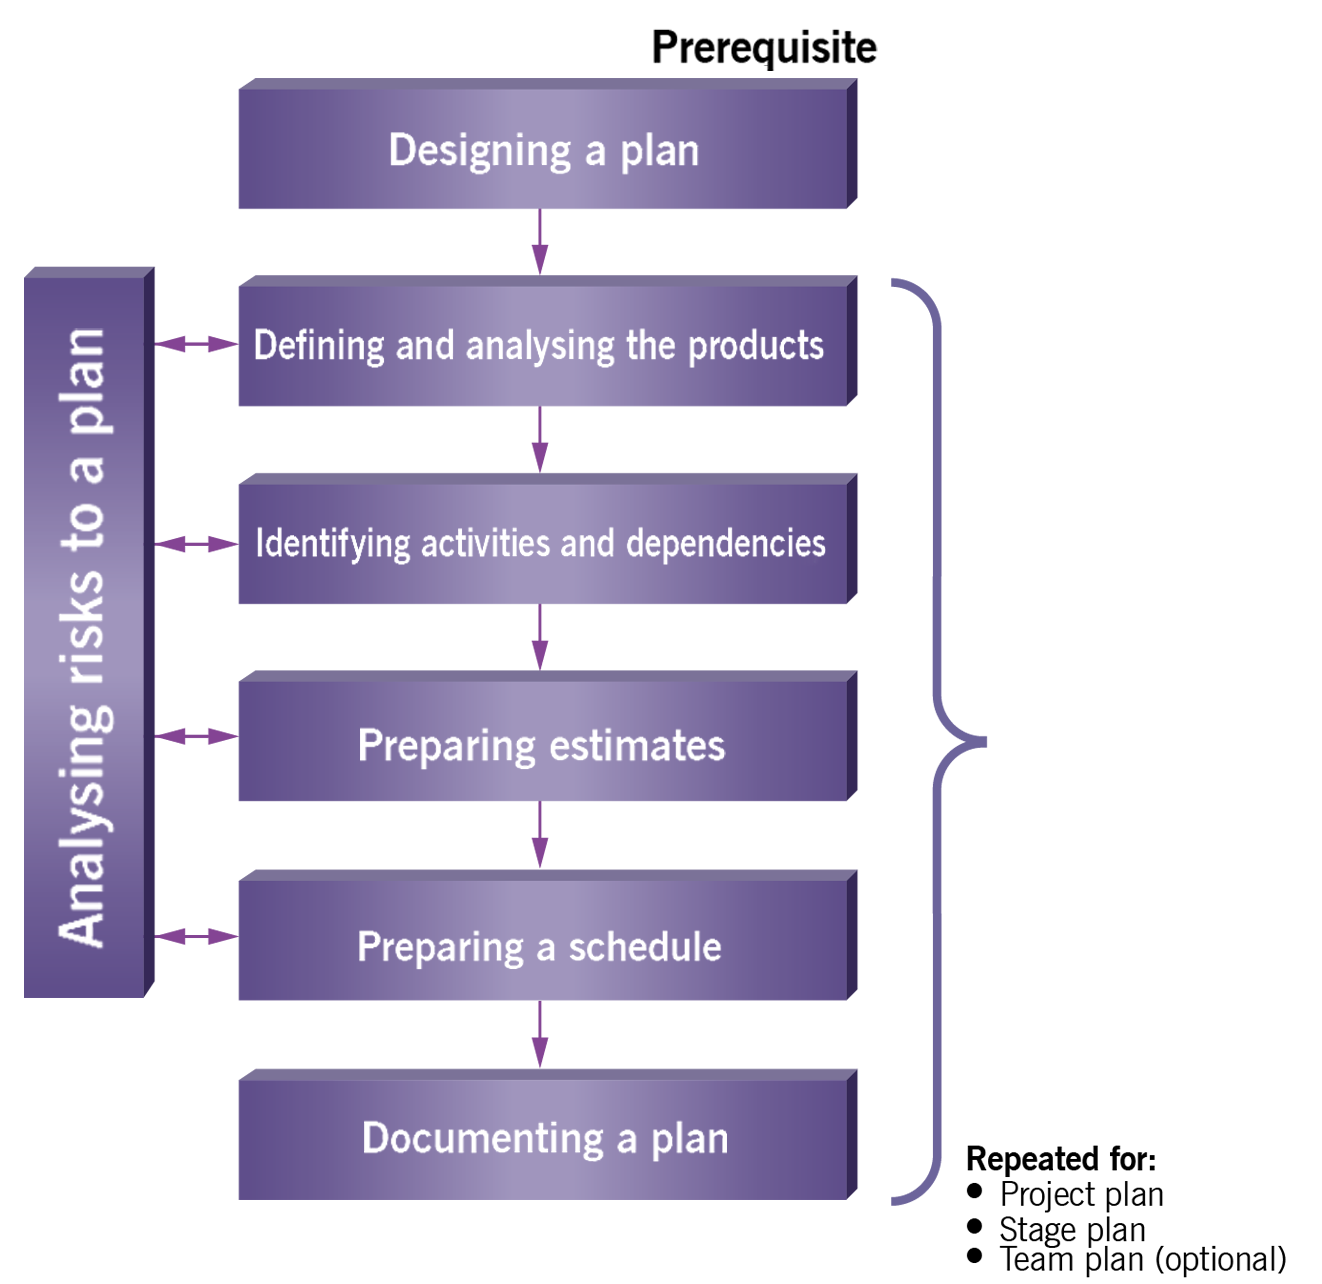 Prerequisite
Designing a plan
Analysing risks to a plan
Defining and analysing the products
Identifying activities and dependencies
Preparing estimates
Preparing a schedule
Documenting a plan
Repeated for:
● Project plan
● Stage plan
● Team plan (optional)